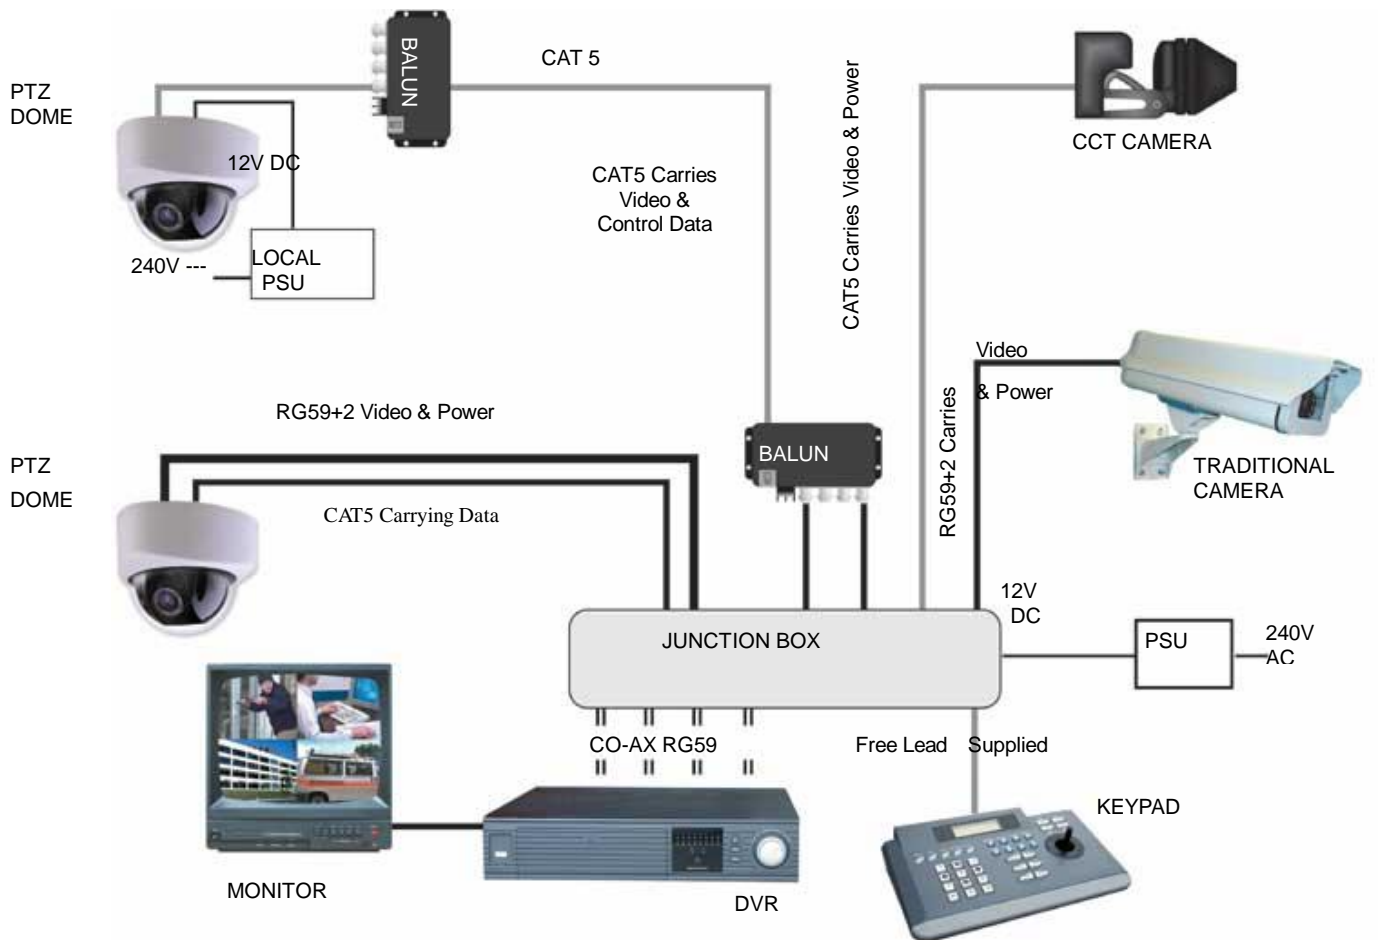 BALUN
CAT 5
PTZ
DOME
12V DC
CCT CAMERA
CAT5 Carries
Video &
Control Data
CAT5 Carries Video & Power
240V ---
LOCAL
PSU
Video
& Power
RG59+2 Carries
RG59+2 Video & Power
BALUN
PTZ
DOME
TRADITIONAL
CAMERA
CAT5 Carrying Data
12V
DC
JUNCTION BOX
PSU
240V
AC
CO-AX RG59
Free Lead Supplied
KEYPAD
MONITOR
DVR